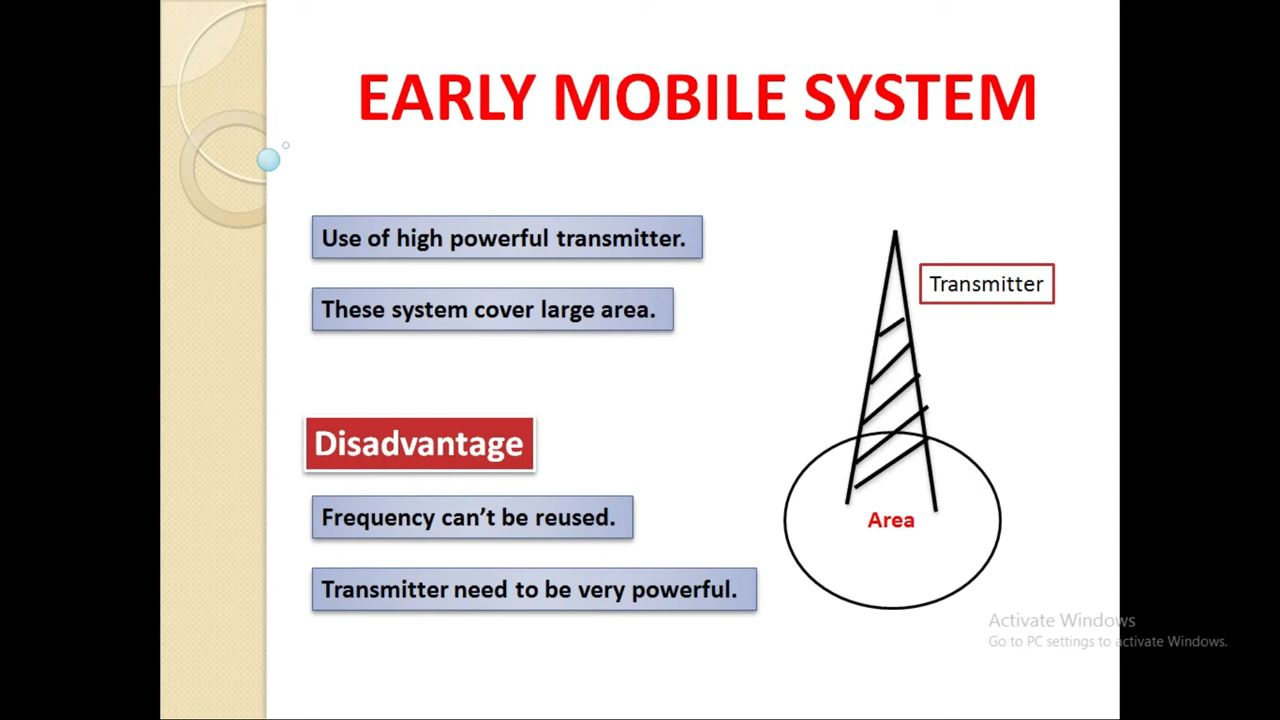 EARLY MOBILE SYSTEM
Use of high powerful transmitter.
These system cover large area.
Transmitter
Disadvantage
Frequency can't be reused.
Transmitter need to be very powerful.
Area
Activate Windows
Go to PC settings to activate Windows.